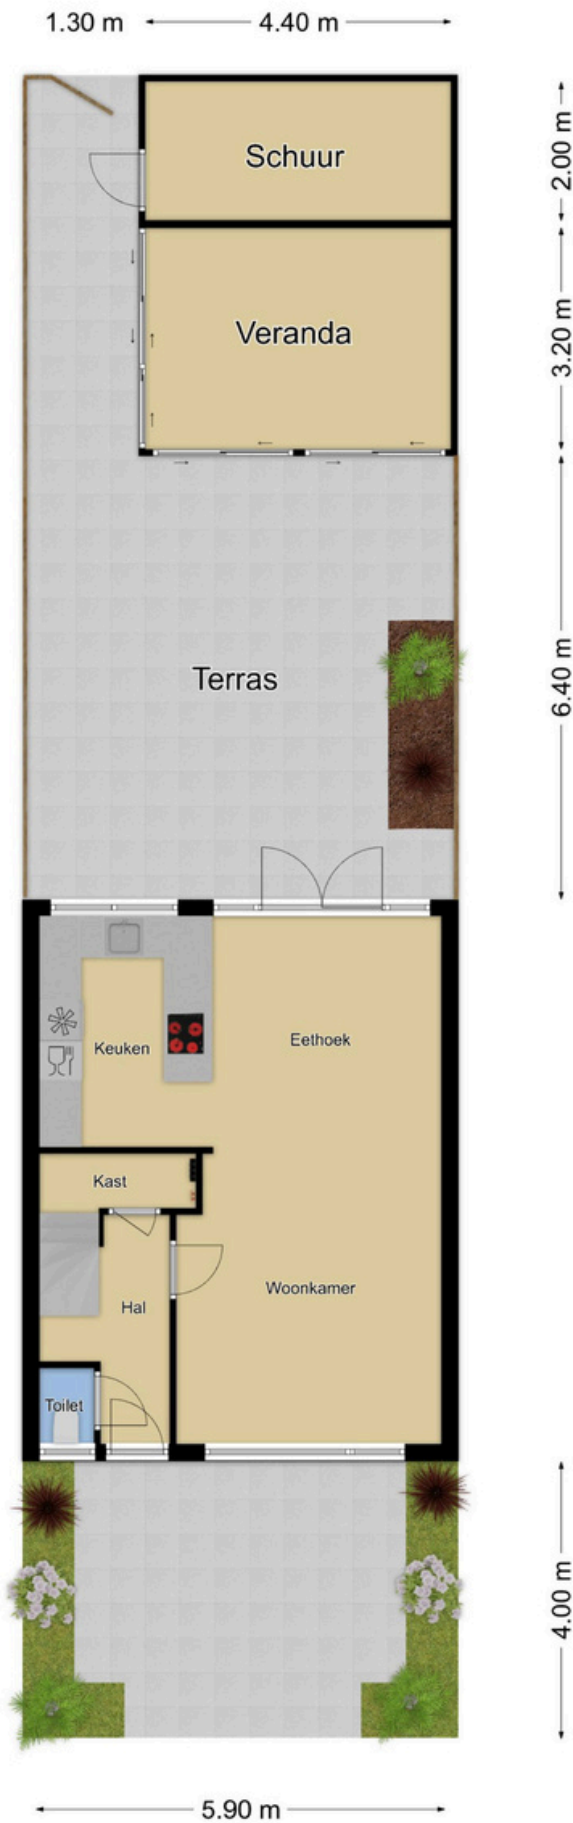 1.30 m
4.40 m
Schuur
2.00 m
Veranda
3.20 m
Terras
6.40 m
Keuken
Eethoek
Kast
Woonkamer
Hal
Toilet
4.00 m
5.90 m